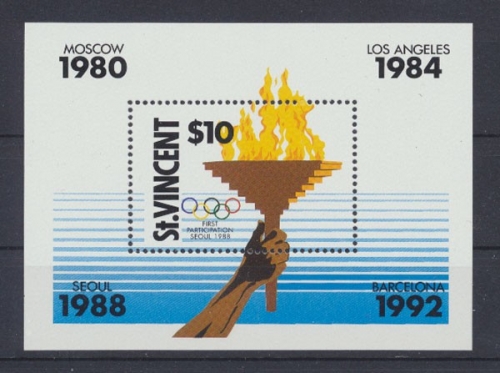 MOSCOW
1980
LOS ANGELES
1984
St.VINCENT
$10
FIRST
PARTICIPATION
SEOUL 1988
SEOUL
1988
BARCELONA
1992